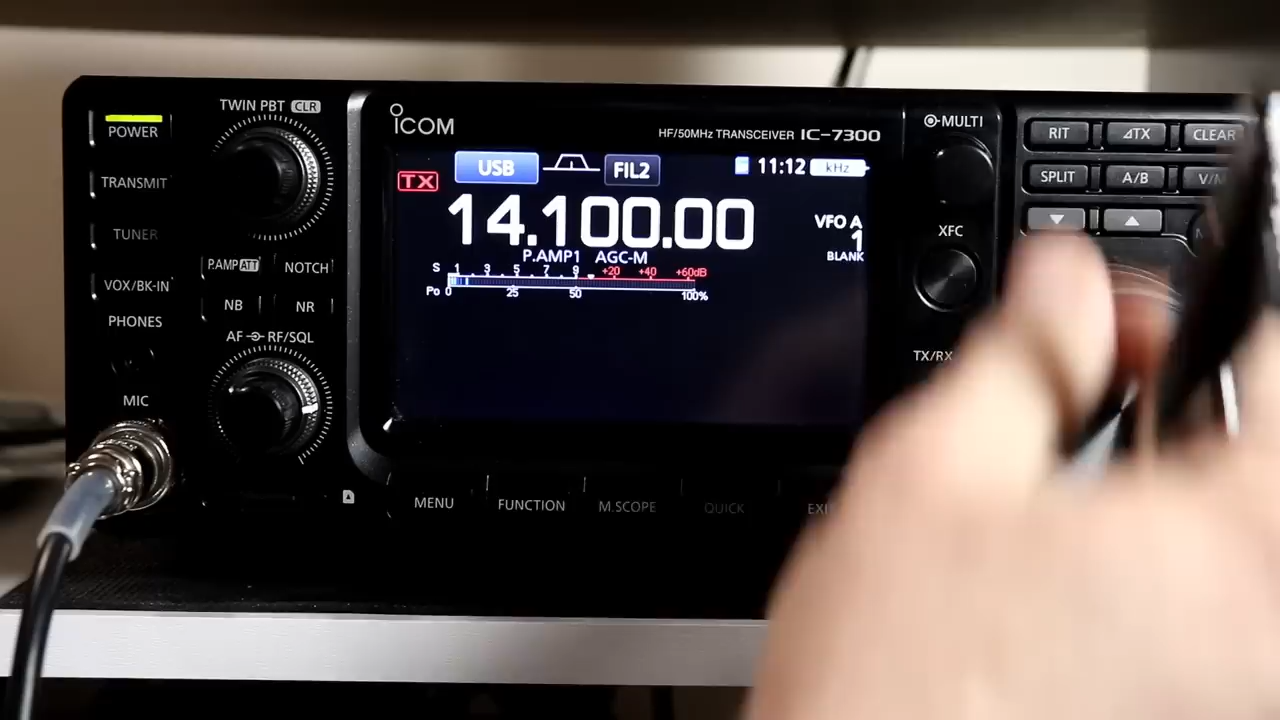 POWER
TRANSMIT
TUNER
VOX/BK-IN
PHONES
MIC
TWIN PBT CLR
P.AMP ATT
NOTCH
NB
NR
AF RF/SQL
ICOM
HF/50MHz TRANSCEIVER IC-7300
TX
USB
FIL2
11:12
kHz
14.100.00
VFO A
1
BLANK
P.AMP1 AGC-M
S 1 3 5 7 9 +20 +40 +60dB
Po 0 25 50 100%
MENU
FUNCTION
M.SCOPE
QUICK
MULTI
XFC
RIT
⊿TX
CLEAR
SPLIT
A/B